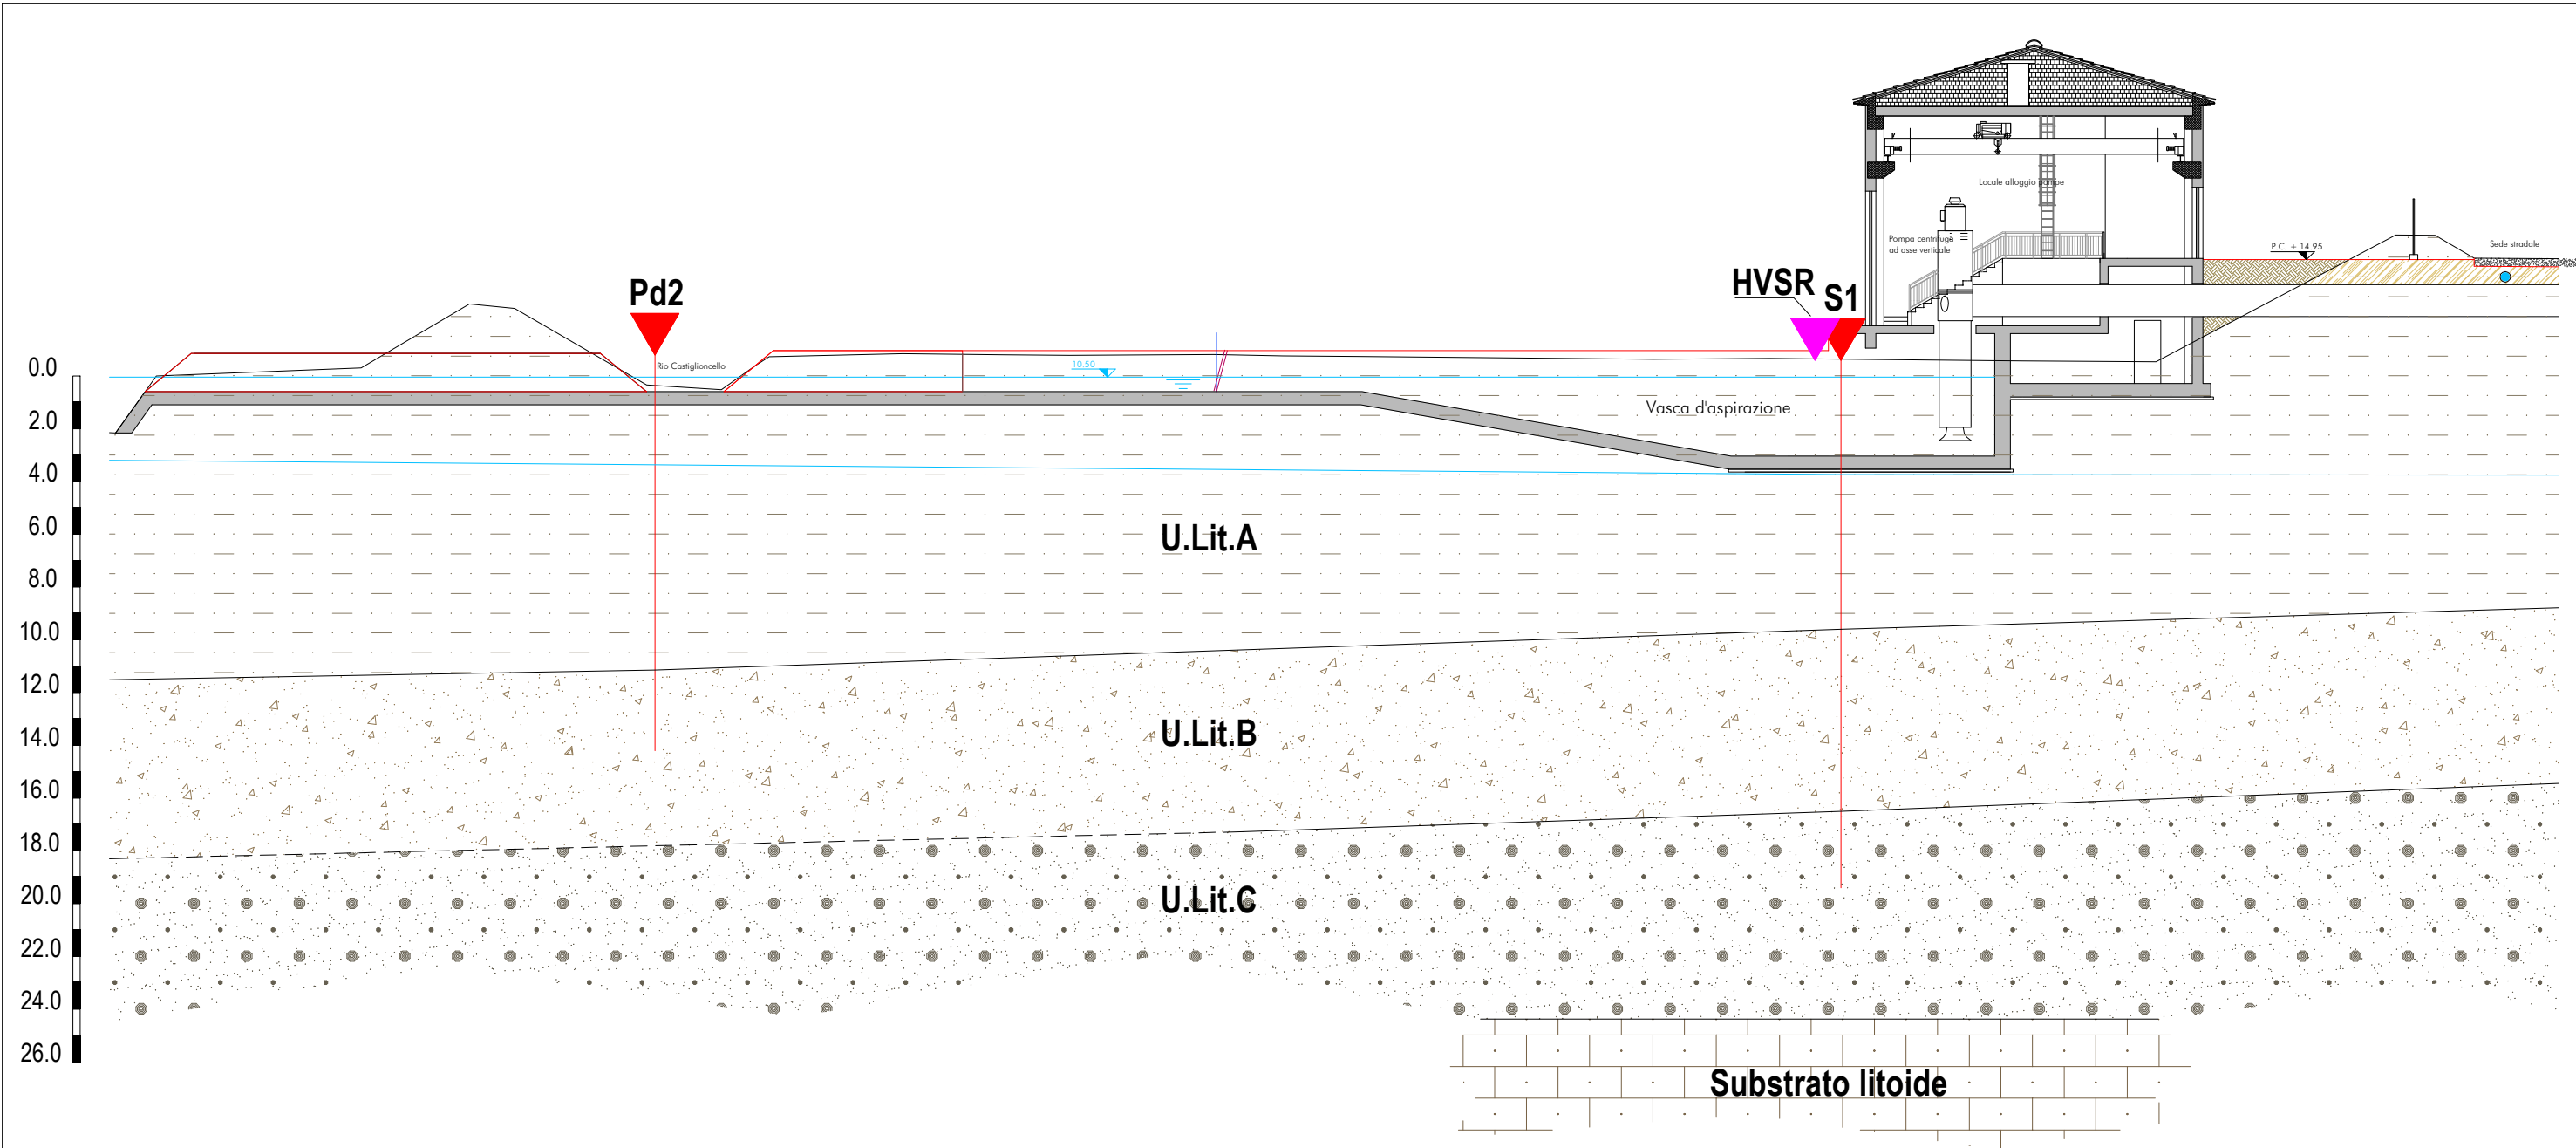 Locale alloggio pompe
Pompa centrifuga
ad asse verticale
P.C. + 14.95
Sede stradale
HVSR
S1
Pd2
Rio Castiglioncello
10.50
Vasca d'aspirazione
0.0
2.0
4.0
6.0
8.0
10.0
12.0
14.0
16.0
18.0
20.0
22.0
24.0
26.0
U.Lit.A
U.Lit.B
U.Lit.C
Substrato litoide